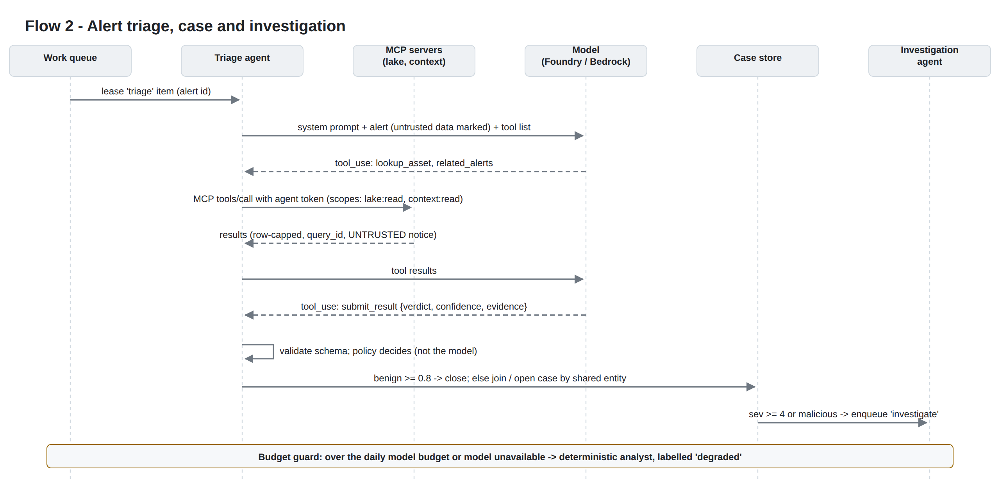 Flow 2 - Alert triage, case and investigation
Work queue
Triage agent
MCP servers
(lake, context)
Model
(Foundry / Bedrock)
Case store
Investigation
agent
lease 'triage' item (alert id)
system prompt + alert (untrusted data marked) + tool list
tool_use: lookup_asset, related_alerts
MCP tools/call with agent token (scopes: lake:read, context:read)
results (row-capped, query_id, UNTRUSTED notice)
tool results
tool_use: submit_result {verdict, confidence, evidence}
validate schema; policy decides (not the model)
benign >= 0.8 -> close; else join / open case by shared entity
sev >= 4 or malicious -> enqueue 'investigate'
Budget guard: over the daily model budget or model unavailable -> deterministic analyst, labelled 'degraded'